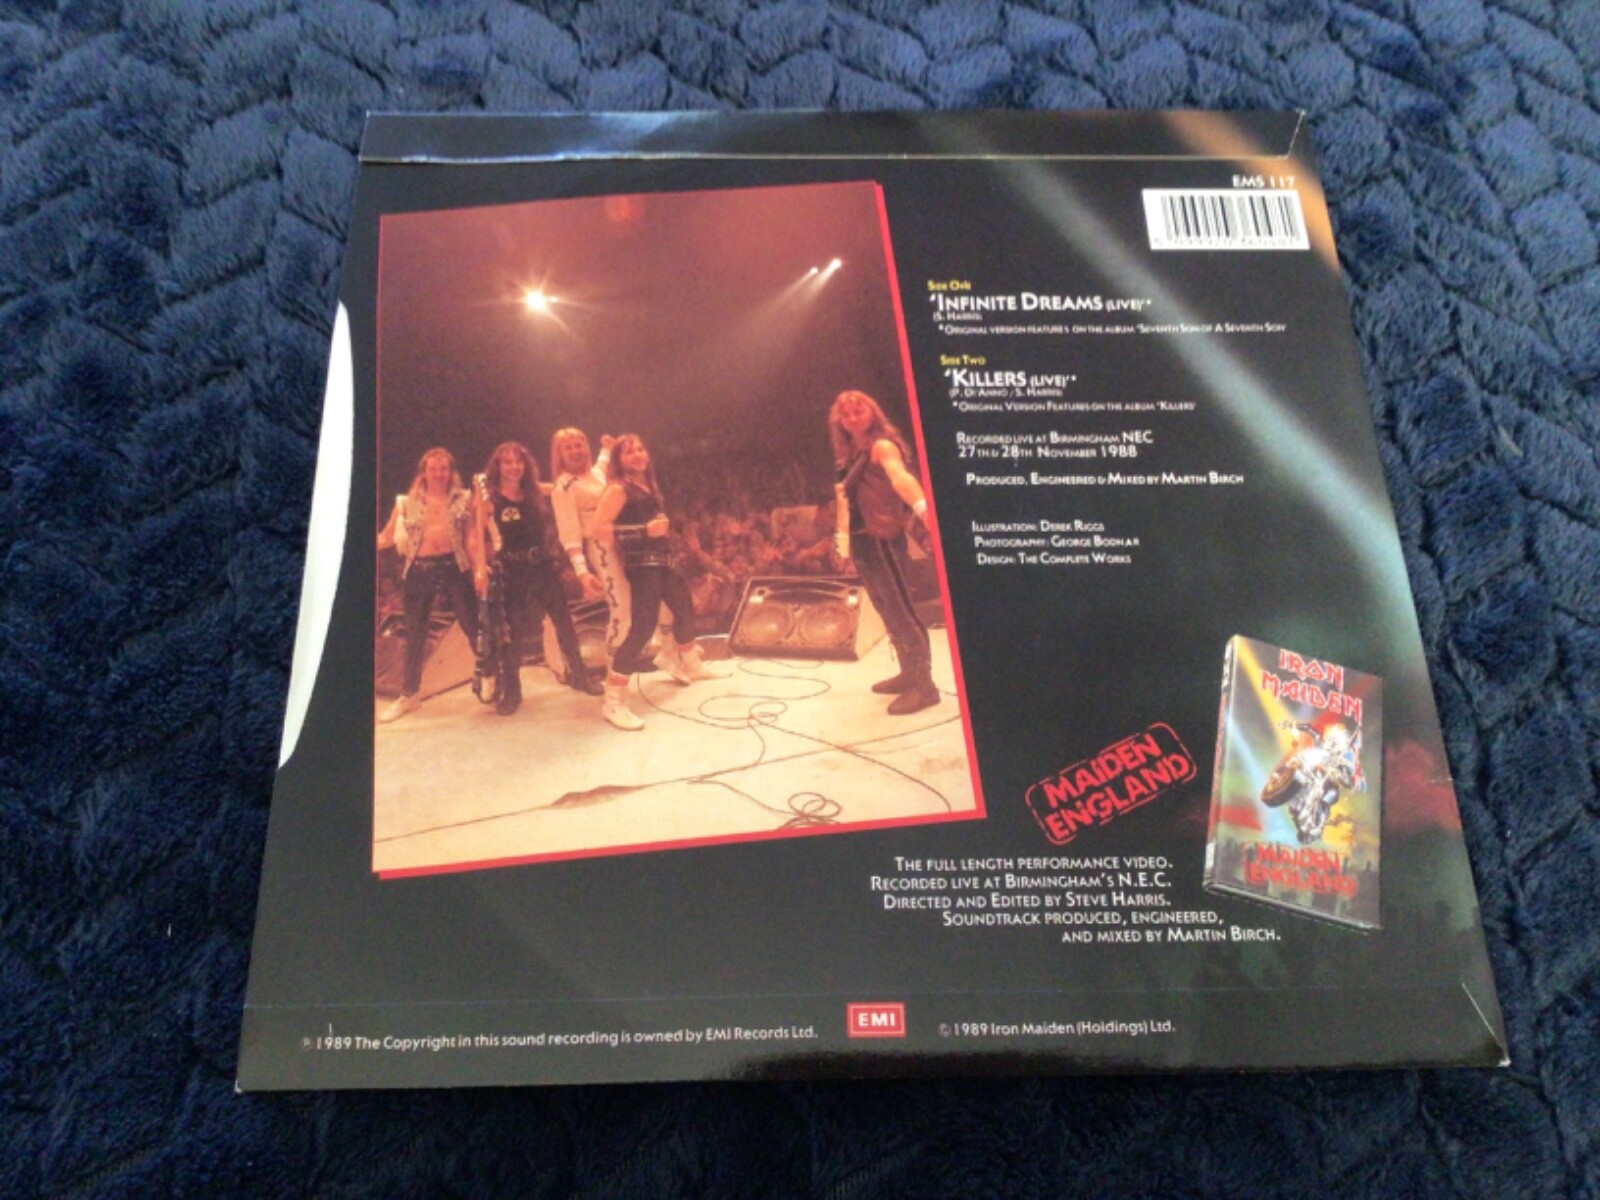 EMS 117
Side One
'Infinite Dreams (Live)'*
(S. Harris)
*Original version features on the album 'Seventh Son of A Seventh Son'
Side Two
'Killers (Live)'*
(P. Di'Anno / S. Harris)
*Original Version Features on the album 'Killers'
Recorded live at Birmingham NEC
27th & 28th November 1988
Produced, Engineered & Mixed by Martin Birch
Illustration: Derek Riggs
Photography: George Bodnar
Design: The Complete Works
IRON
MAIDEN
MAIDEN
ENGLAND
MAIDEN
ENGLAND
The full length performance video.
Recorded live at Birmingham's N.E.C.
Directed and Edited by Steve Harris.
Soundtrack produced, engineered,
and mixed by Martin Birch.
℗ 1989 The Copyright in this sound recording is owned by EMI Records Ltd.
EMI
© 1989 Iron Maiden (Holdings) Ltd.